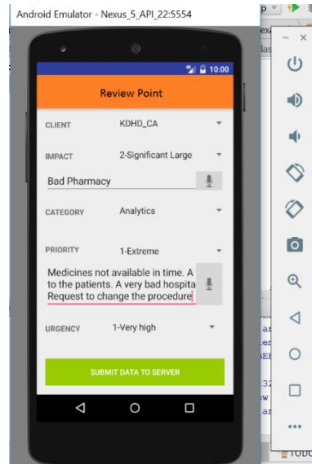 Android Emulator - Nexus_5_API_22:5554
10:00
Review Point
CLIENT KDHD_CA
IMPACT 2-Significant Large
Bad Pharmacy
CATEGORY Analytics
PRIORITY 1-Extreme
Medicines not available in time. A
to the patients. A very bad hospita
Request to change the procedure
URGENCY 1-Very high
SUBMIT DATA TO SERVER
TODO